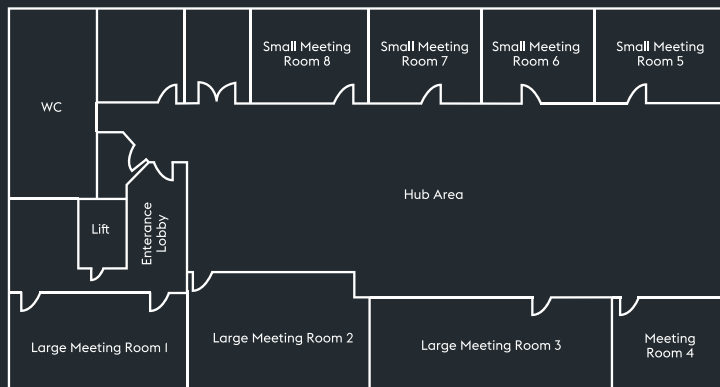 Small Meeting
Room 8
Small Meeting
Room 7
Small Meeting
Room 6
Small Meeting
Room 5
WC
Hub Area
Lift
Enterance
Lobby
Large Meeting Room 1
Large Meeting Room 2
Large Meeting Room 3
Meeting
Room 4